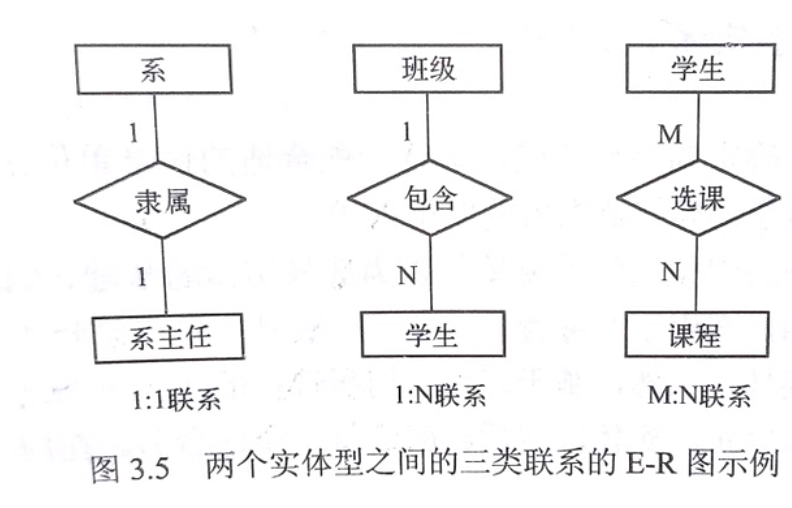 系 班级 学生
1 1 M
隶属 包含 选课
1 N N
系主任 学生 课程
1:1联系 1:N联系 M:N联系
图 3.5 两个实体型之间的三类联系的 E-R 图示例